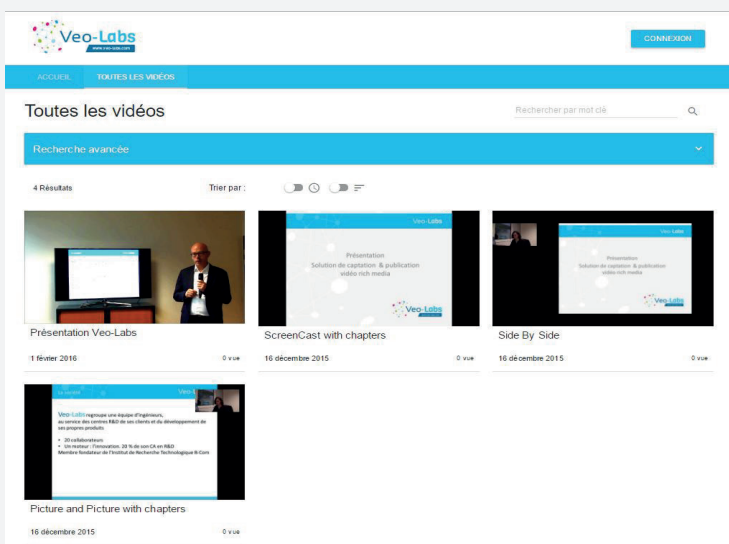 Veo-Labs
www.veo-labs.com
CONNEXION
ACCUEIL TOUTES LES VIDÉOS
Toutes les vidéos
Rechercher par mot clé
Recherche avancée
4 Résultats
Trier par :
Veo-Labs
Présentation
Solution de captation & publication
vidéo rich media
Veo-Labs
Veo-Labs
Présentation
Solution de captation & publication
vidéo rich media
Veo-Labs
Présentation Veo-Labs
ScreenCast with chapters
Side By Side
1 février 2016
0 vue
16 décembre 2015
0 vue
16 décembre 2015
0 vue
Veo-Labs regroupe une équipe d'ingénieurs,
au service des centres R&D de ses clients et du développement de
ses propres produits
• 20 collaborateurs
• Un moteur : l'innovation. 20 % de son CA en R&D
Membre fondateur de l'Institut de Recherche Technologique B-Com
Picture and Picture with chapters
16 décembre 2015
0 vue